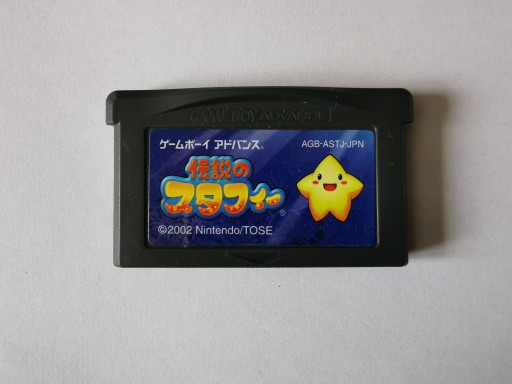 GAME BOY ADVANCE
ゲームボーイ アドバンス®
AGB-ASTJ-JPN
伝説の
スタフィー®
©2002 Nintendo/TOSE